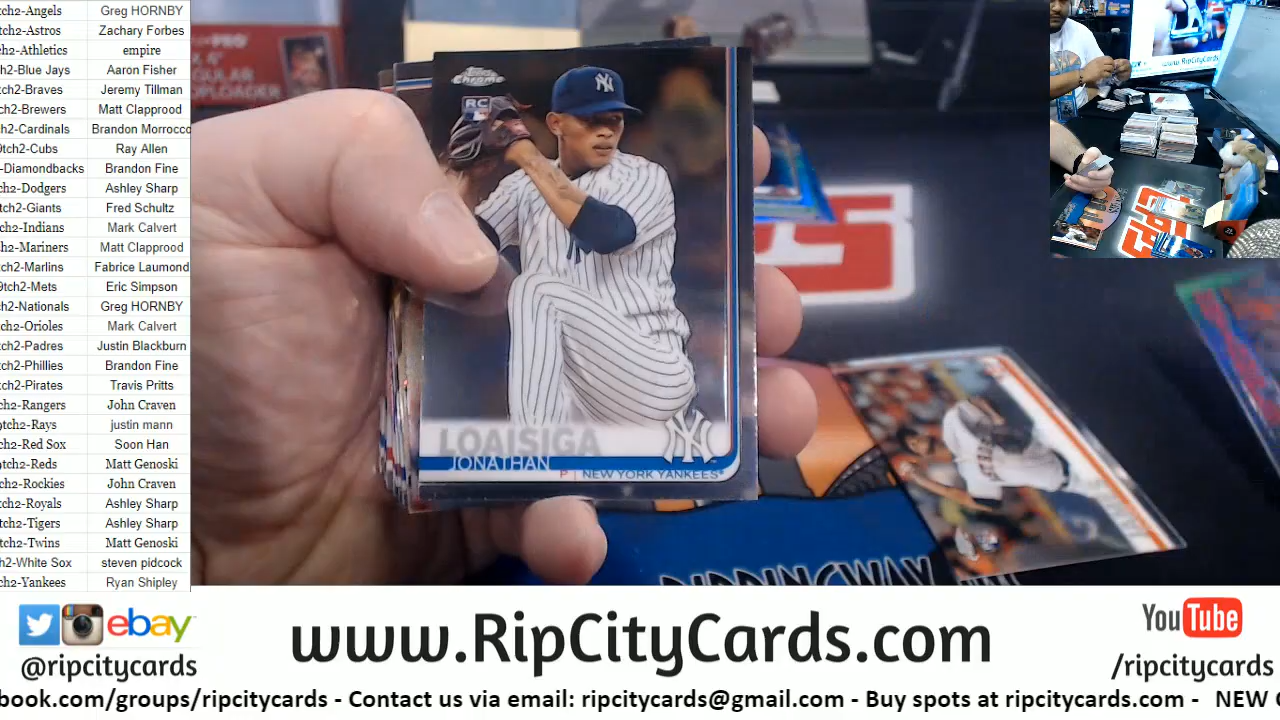 tch2-Angels Greg HORNBY
tch2-Astros Zachary Forbes
tch2-Athletics empire
tch2-Blue Jays Aaron Fisher
tch2-Braves Jeremy Tillman
tch2-Brewers Matt Clapprood
tch2-Cardinals Brandon Morrocco
9tch2-Cubs Ray Allen
-Diamondbacks Brandon Fine
tch2-Dodgers Ashley Sharp
tch2-Giants Fred Schultz
tch2-Indians Mark Calvert
tch2-Mariners Matt Clapprood
tch2-Marlins Fabrice Laumond
9tch2-Mets Eric Simpson
tch2-Nationals Greg HORNBY
tch2-Orioles Mark Calvert
tch2-Padres Justin Blackburn
tch2-Phillies Brandon Fine
tch2-Pirates Travis Pritts
tch2-Rangers John Craven
9tch2-Rays justin mann
tch2-Red Sox Soon Han
9tch2-Reds Matt Genoski
tch2-Rockies John Craven
tch2-Royals Ashley Sharp
tch2-Tigers Ashley Sharp
tch2-Twins Matt Genoski
ch2-White Sox steven pidcock
tch2-Yankees Ryan Shipley
Topps Chrome
RC
NY
LOAISIGA
JONATHAN
P | NEW YORK YANKEES
ebay
@ripcitycards
www.RipCityCards.com
YouTube
/ripcitycards
book.com/groups/ripcitycards - Contact us via email: ripcitycards@gmail.com - Buy spots at ripcitycards.com - NEW